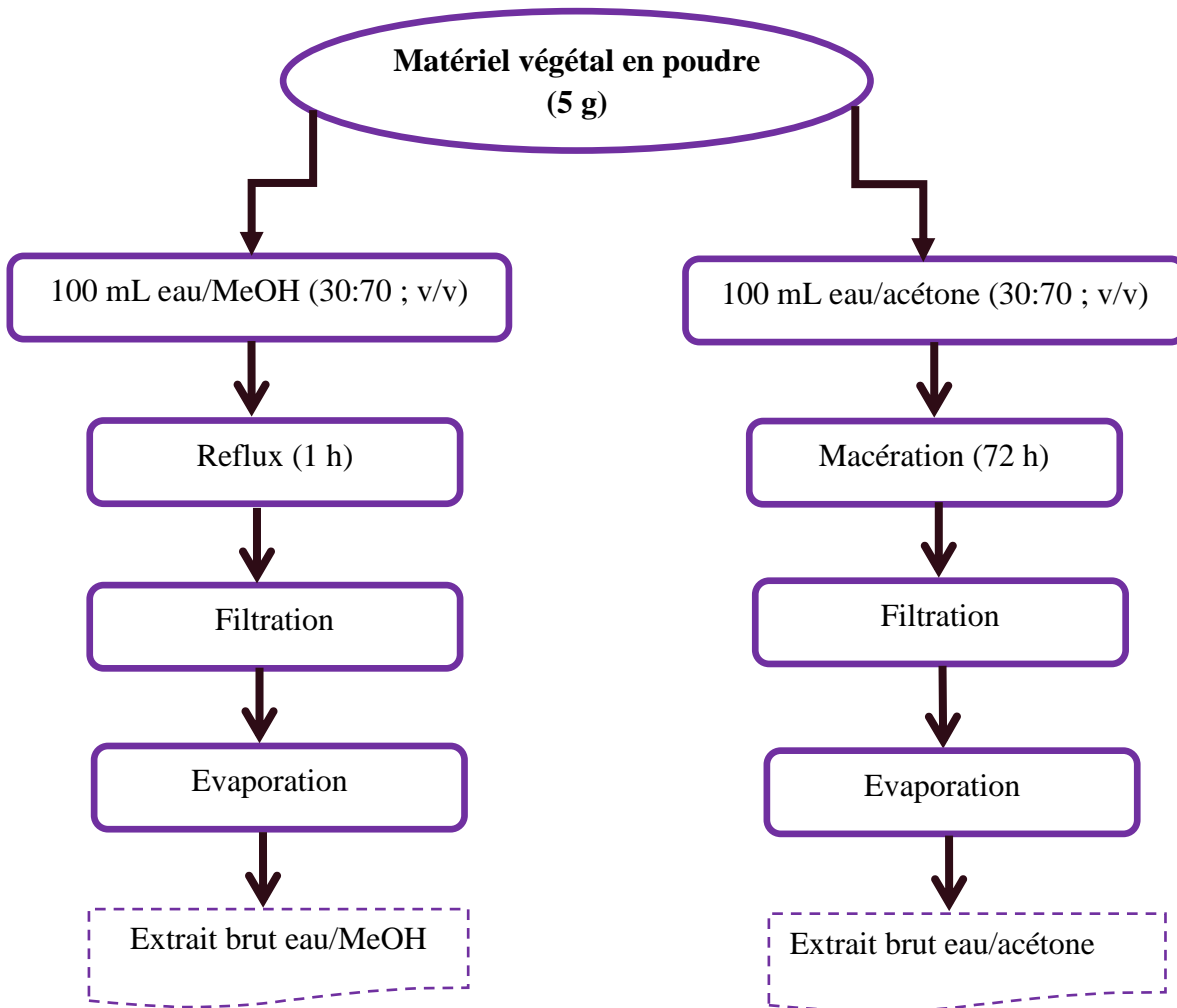 Matériel végétal en poudre
(5 g)
100 mL eau/MeOH (30:70 ; v/v)
100 mL eau/acétone (30:70 ; v/v)
Reflux (1 h)
Macération (72 h)
Filtration
Filtration
Evaporation
Evaporation
Extrait brut eau/MeOH
Extrait brut eau/acétone